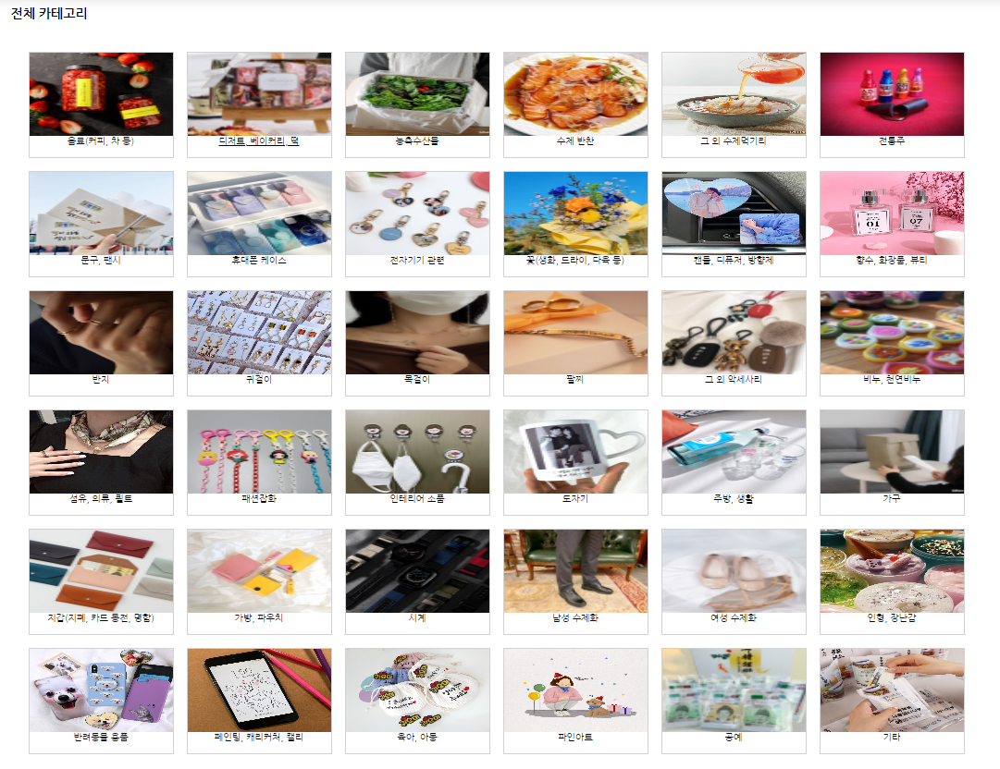 전체 카테고리
음료(커피, 차 등)
디저트, 베이커리, 떡
농축수산물
수제 반찬
그 외 수제먹거리
전통주
문구, 팬시
휴대폰 케이스
전자기기 관련
꽃(생화, 드라이, 다육 등)
캔들, 디퓨저, 방향제
향수, 화장품, 뷰티
01
07
반지
귀걸이
목걸이
팔찌
그 외 악세사리
비누, 천연비누
섬유, 의류, 퀼트
패션잡화
인테리어 소품
도자기
주방, 생활
가구
지갑(지폐, 카드 동전, 명함)
가방, 파우치
시계
남성 수제화
여성 수제화
인형, 장난감
반려동물 용품
페인팅, 캐리커처, 캘리
육아, 아동
파인아트
공예
기타